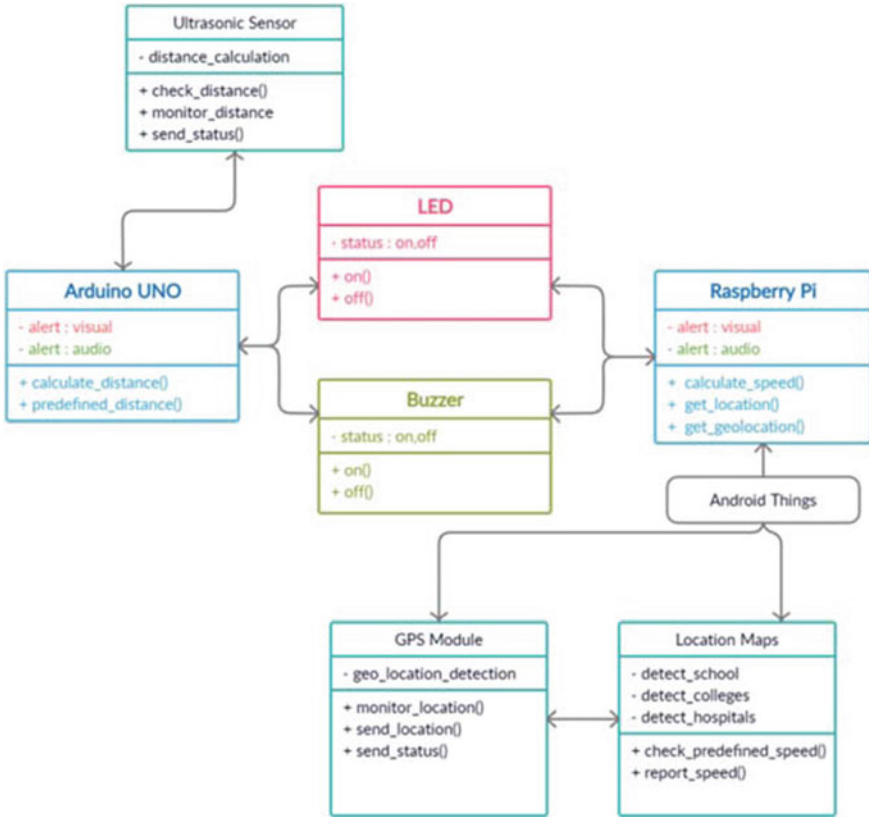 Ultrasonic Sensor
- distance_calculation
+ check_distance()
+ monitor_distance
+ send_status()
LED
- status : on,off
+ on()
+ off()
Arduino UNO
- alert : visual
- alert : audio
+ calculate_distance()
+ predefined_distance()
Raspberry Pi
- alert : visual
- alert : audio
+ calculate_speed()
+ get_location()
+ get_geolocation()
Buzzer
- status : on,off
+ on()
+ off()
Android Things
GPS Module
- geo_location_detection
+ monitor_location()
+ send_location()
+ send_status()
Location Maps
- detect_school
- detect_colleges
- detect_hospitals
+ check_predefined_speed()
+ report_speed()